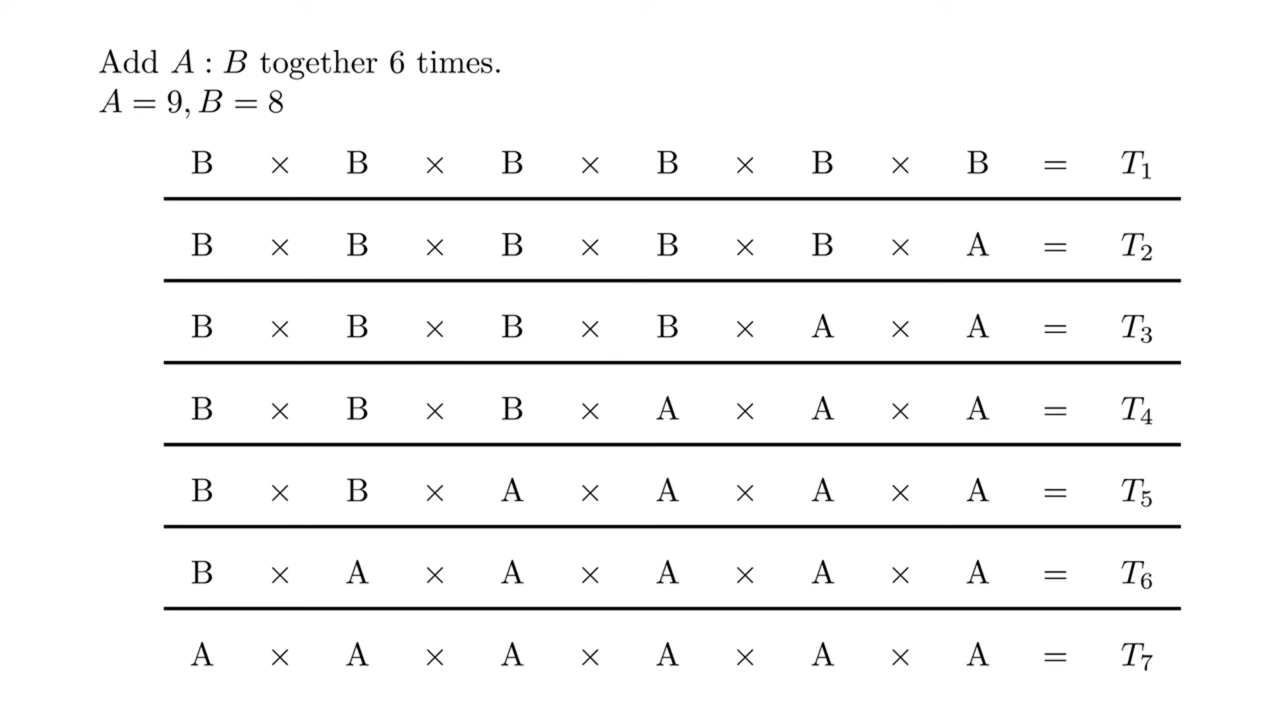 Add A : B together 6 times.
A = 9, B = 8
B × B × B × B × B × B = T₁
B × B × B × B × B × A = T₂
B × B × B × B × A × A = T₃
B × B × B × A × A × A = T₄
B × B × A × A × A × A = T₅
B × A × A × A × A × A = T₆
A × A × A × A × A × A = T₇